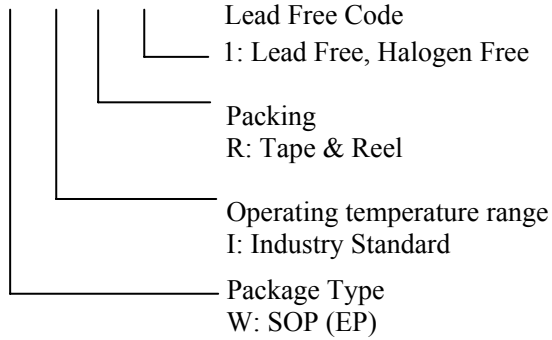 Lead Free Code
1: Lead Free, Halogen Free
Packing
R: Tape & Reel
Operating temperature range
I: Industry Standard
Package Type
W: SOP (EP)